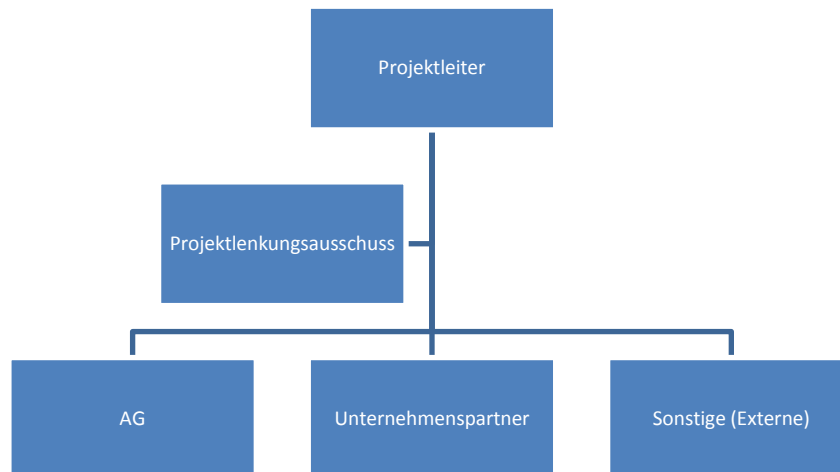 Projektleiter
Projektlenkungsausschuss
AG
Unternehmenspartner
Sonstige (Externe)